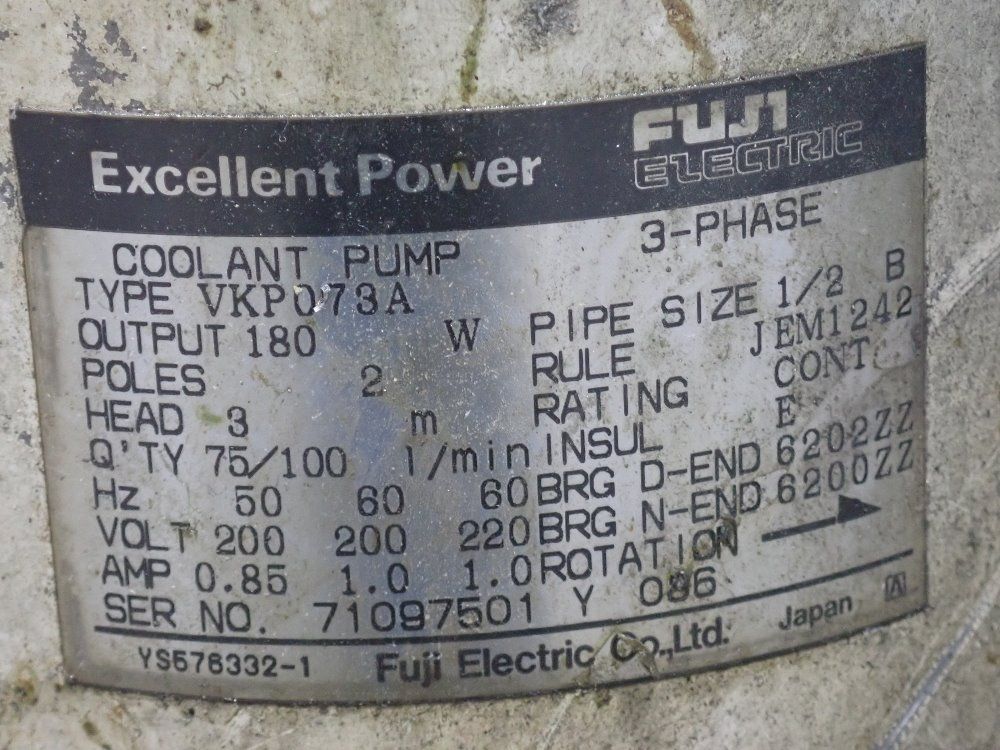 Excellent Power FUJI ELECTRIC
COOLANT PUMP 3-PHASE
TYPE VKP073A PIPE SIZE 1/2 B
OUTPUT 180 W RULE JEM1242
POLES 2 RATING CONT
HEAD 3 m INSUL E
Q'TY 75/100 l/min BRG D-END 6202ZZ
Hz 50 60 60 BRG N-END 6200ZZ
VOLT 200 200 220 ROTATION
AMP 0.85 1.0 1.0
SER NO. 71097501 Y 086
YS576332-1 Fuji Electric Co.,Ltd. Japan A